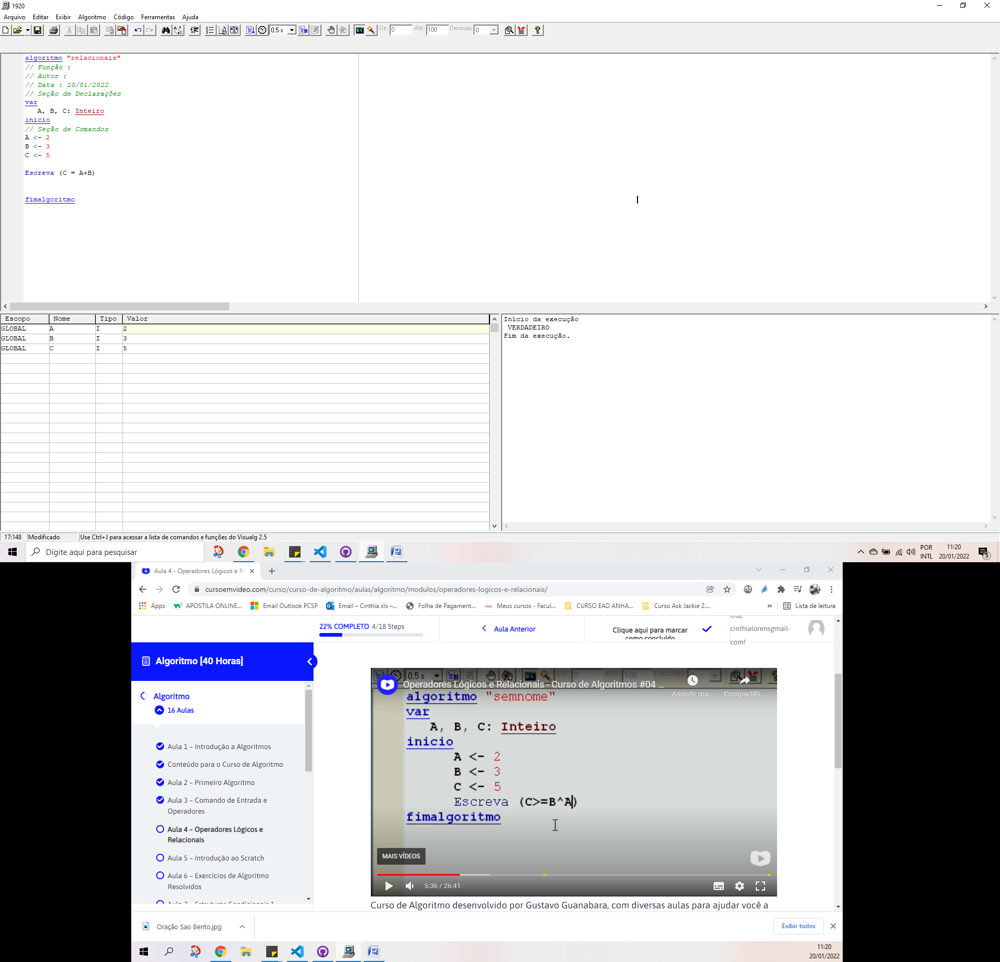 1920
Arquivo Editar Exibir Algoritmo Código Ferramentas Ajuda
0,5 s De: 0 Até: 100 Decimais: 0
algoritmo "relacionais"
// Função :
// Autor :
// Data : 20/01/2022
// Seção de Declarações
var
A, B, C: Inteiro
inicio
// Seção de Comandos
A <- 2
B <- 3
C <- 5
Escreva (C = A+B)
fimalgoritmo
Escopo Nome Tipo Valor
GLOBAL A I 2
GLOBAL B I 3
GLOBAL C I 5
Início da execução
VERDADEIRO
Fim da execução.
17:148 Modificado Use Ctrl+J para acessar a lista de comandos e funções do Visualg 2.5
Digite aqui para pesquisar
POR
INTL
11:20
20/01/2022
5
Aula 4 - Operadores Lógicos e Re
cursoemvideo.com/curso/curso-de-algoritmo/aulas/algoritmo/modulos/operadores-logicos-e-relacionais/
Apps APOSTILA ONLINE... Email Outlook PCSP Email – Cinthia εïз –... Folha de Pagament... Meus cursos - Facul... CURSO EAD ANHA... Curso Ask Jackie 2.... » Lista de leitura
22% COMPLETO 4/18 Steps
Aula Anterior
Clique aqui para marcar
como concluído
Olá,
cinthialorensgmail-
com!
Algoritmo [40 Horas]
Algoritmo
16 Aulas
Aula 1 – Introdução a Algoritmos
Conteúdo para o Curso de Algoritmo
Aula 2 – Primeiro Algoritmo
Aula 3 – Comando de Entrada e
Operadores
Aula 4 – Operadores Lógicos e
Relacionais
Aula 5 – Introdução ao Scratch
Aula 6 – Exercícios de Algoritmo
Resolvidos
Aula 7 – Estruturas Condicionais 1
0,5 s De: 0 Até: 100 Decimais:
Operadores Lógicos e Relacionais - Curso de Algoritmos #04 ...
Assistir ma... Compartilh...
algoritmo "semnome"
var
A, B, C: Inteiro
inicio
A <- 2
B <- 3
C <- 5
Escreva (C>=B^A)
fimalgoritmo
MAIS VÍDEOS
5:36 / 26:41
Curso de Algoritmo desenvolvido por Gustavo Guanabara, com diversas aulas para ajudar você a
Oração Sao Bento.jpg
Exibir todos
11:20
20/01/2022